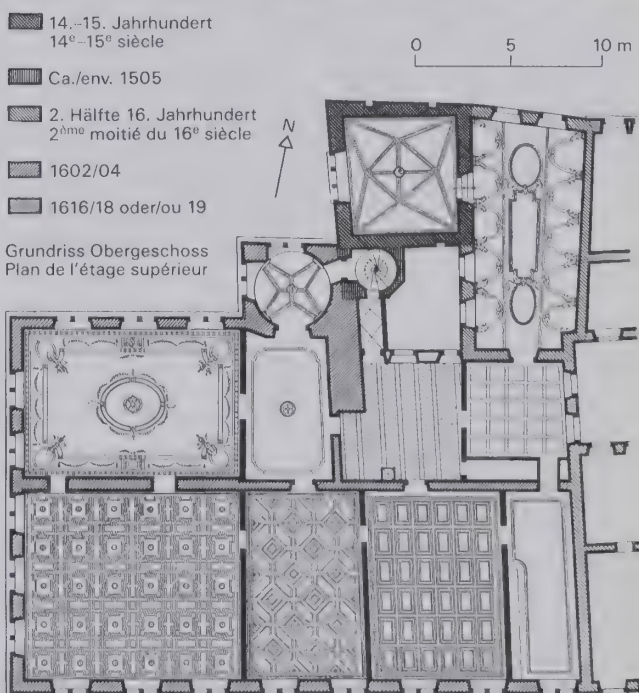 14.-15. Jahrhundert
14e-15e siècle
Ca./env. 1505
2. Hälfte 16. Jahrhundert
2ème moitié du 16e siècle
1602/04
1616/18 oder/ou 19
Grundriss Obergeschoss
Plan de l'étage supérieur
0 5 10 m
N